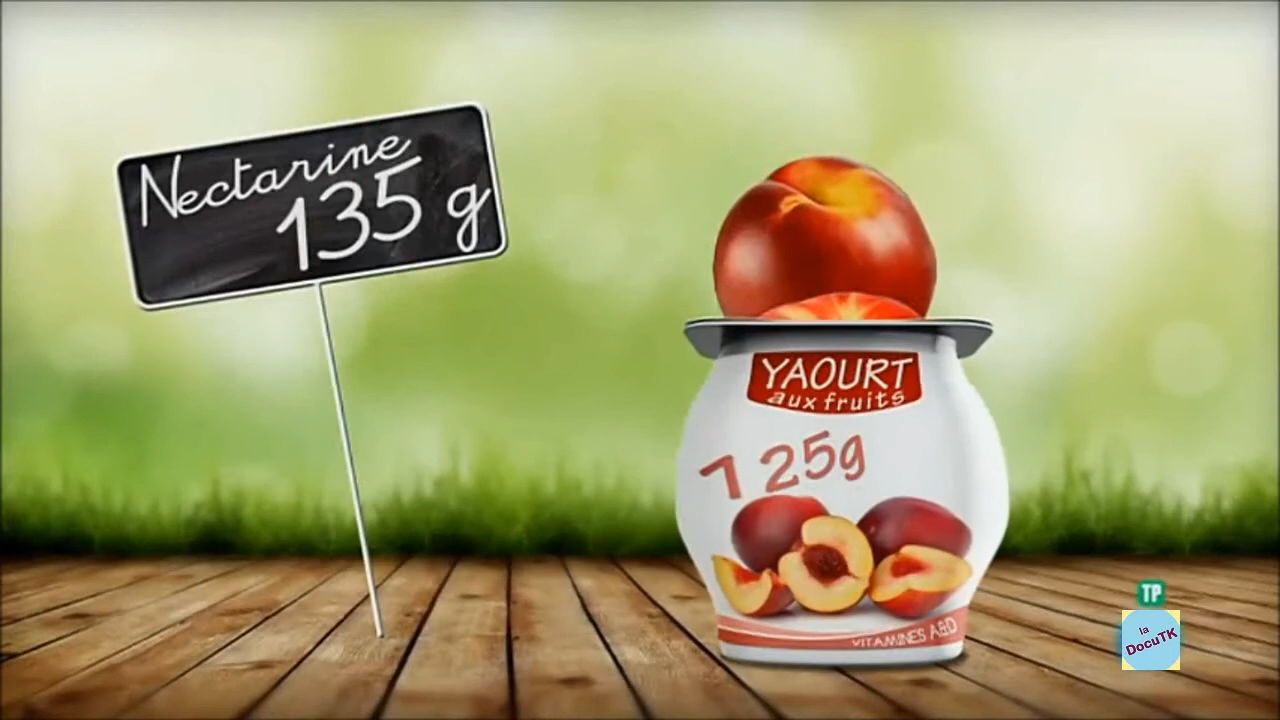 Nectarine
135 g
YAOURT
aux fruits
125g
VITAMINES A&D
TP
la
DocuTK